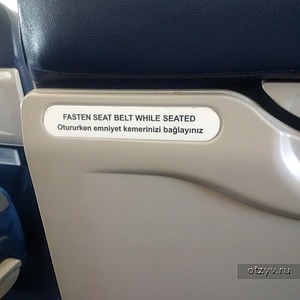 FASTEN SEAT BELT WHILE SEATED
Otururken emniyet kemerinizi bağlayınız
otzyv.ru